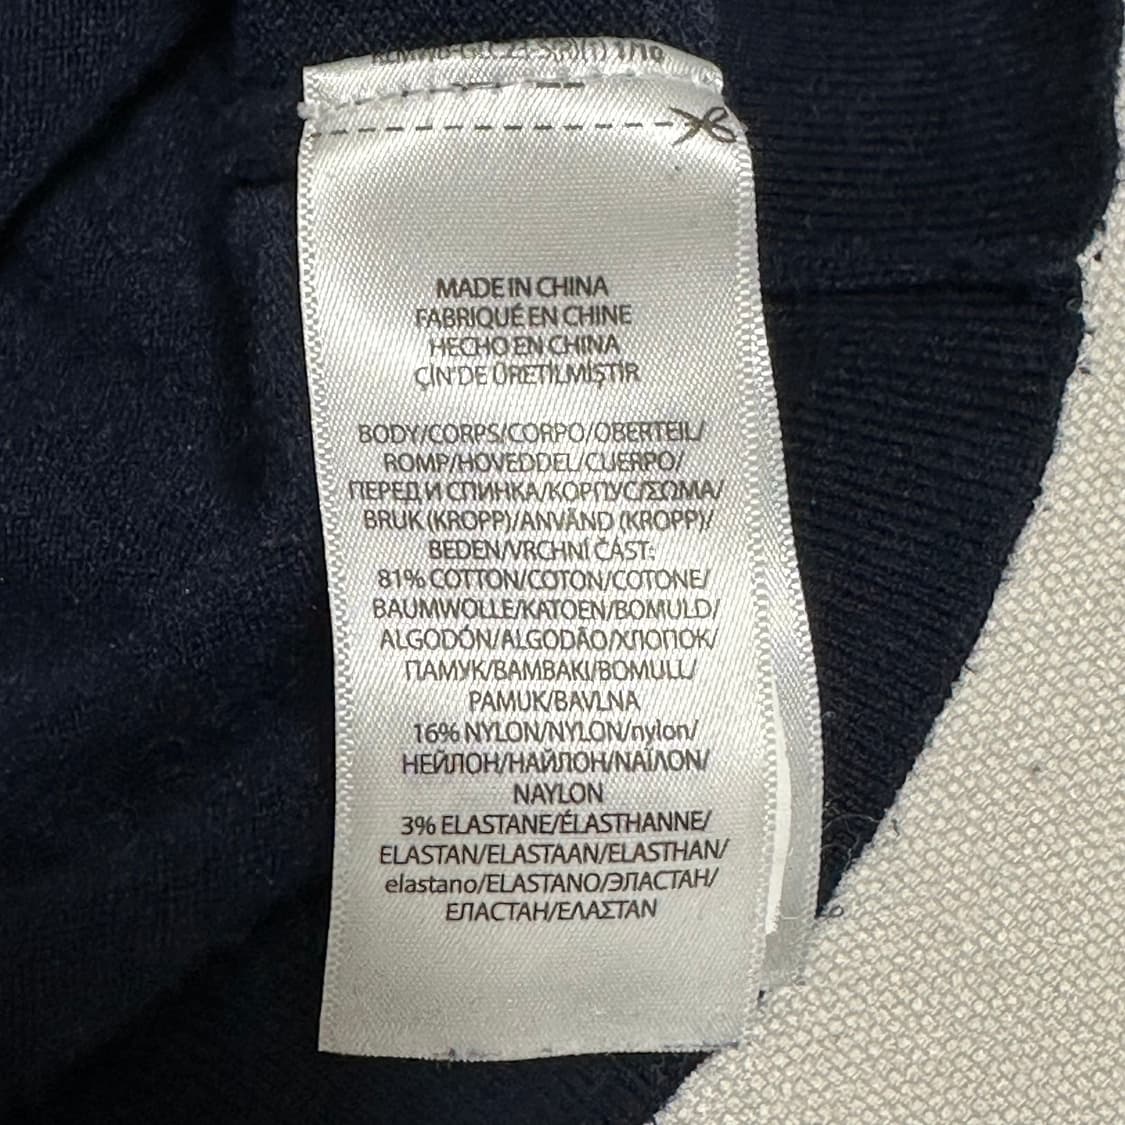 1/10
MADE IN CHINA
FABRIQUÉ EN CHINE
HECHO EN CHINA
ÇİN'DE ÜRETİLMİŞTİR
BODY/CORPS/CORPO/OBERTEIL/
ROMP/HOVEDDEL/CUERPO/
ПЕРЕД И СПИНКА/КОРПУС/ΣΩΜΑ/
BRUK (KROPP)/ANVÄND (KROPP)/
BEDEN/VRCHNÍ ČÁST:
81% COTTON/COTON/COTONE/
BAUMWOLLE/KATOEN/BOMULD/
ALGODÓN/ALGODÃO/ХЛОПОК/
ПАМУК/ΒΑΜΒΑΚΙ/BOMULL/
PAMUK/BAVLNA
16% NYLON/NYLON/nylon/
НЕЙЛОН/НАЙЛОН/ΝΑΪΛΟΝ/
NAYLON
3% ELASTANE/ÉLASTHANNE/
ELASTAN/ELASTAAN/ELASTHAN/
elastano/ELASTANO/ЭЛАСТАН/
ЕЛАСТАН/ΕΛΑΣΤΑΝ